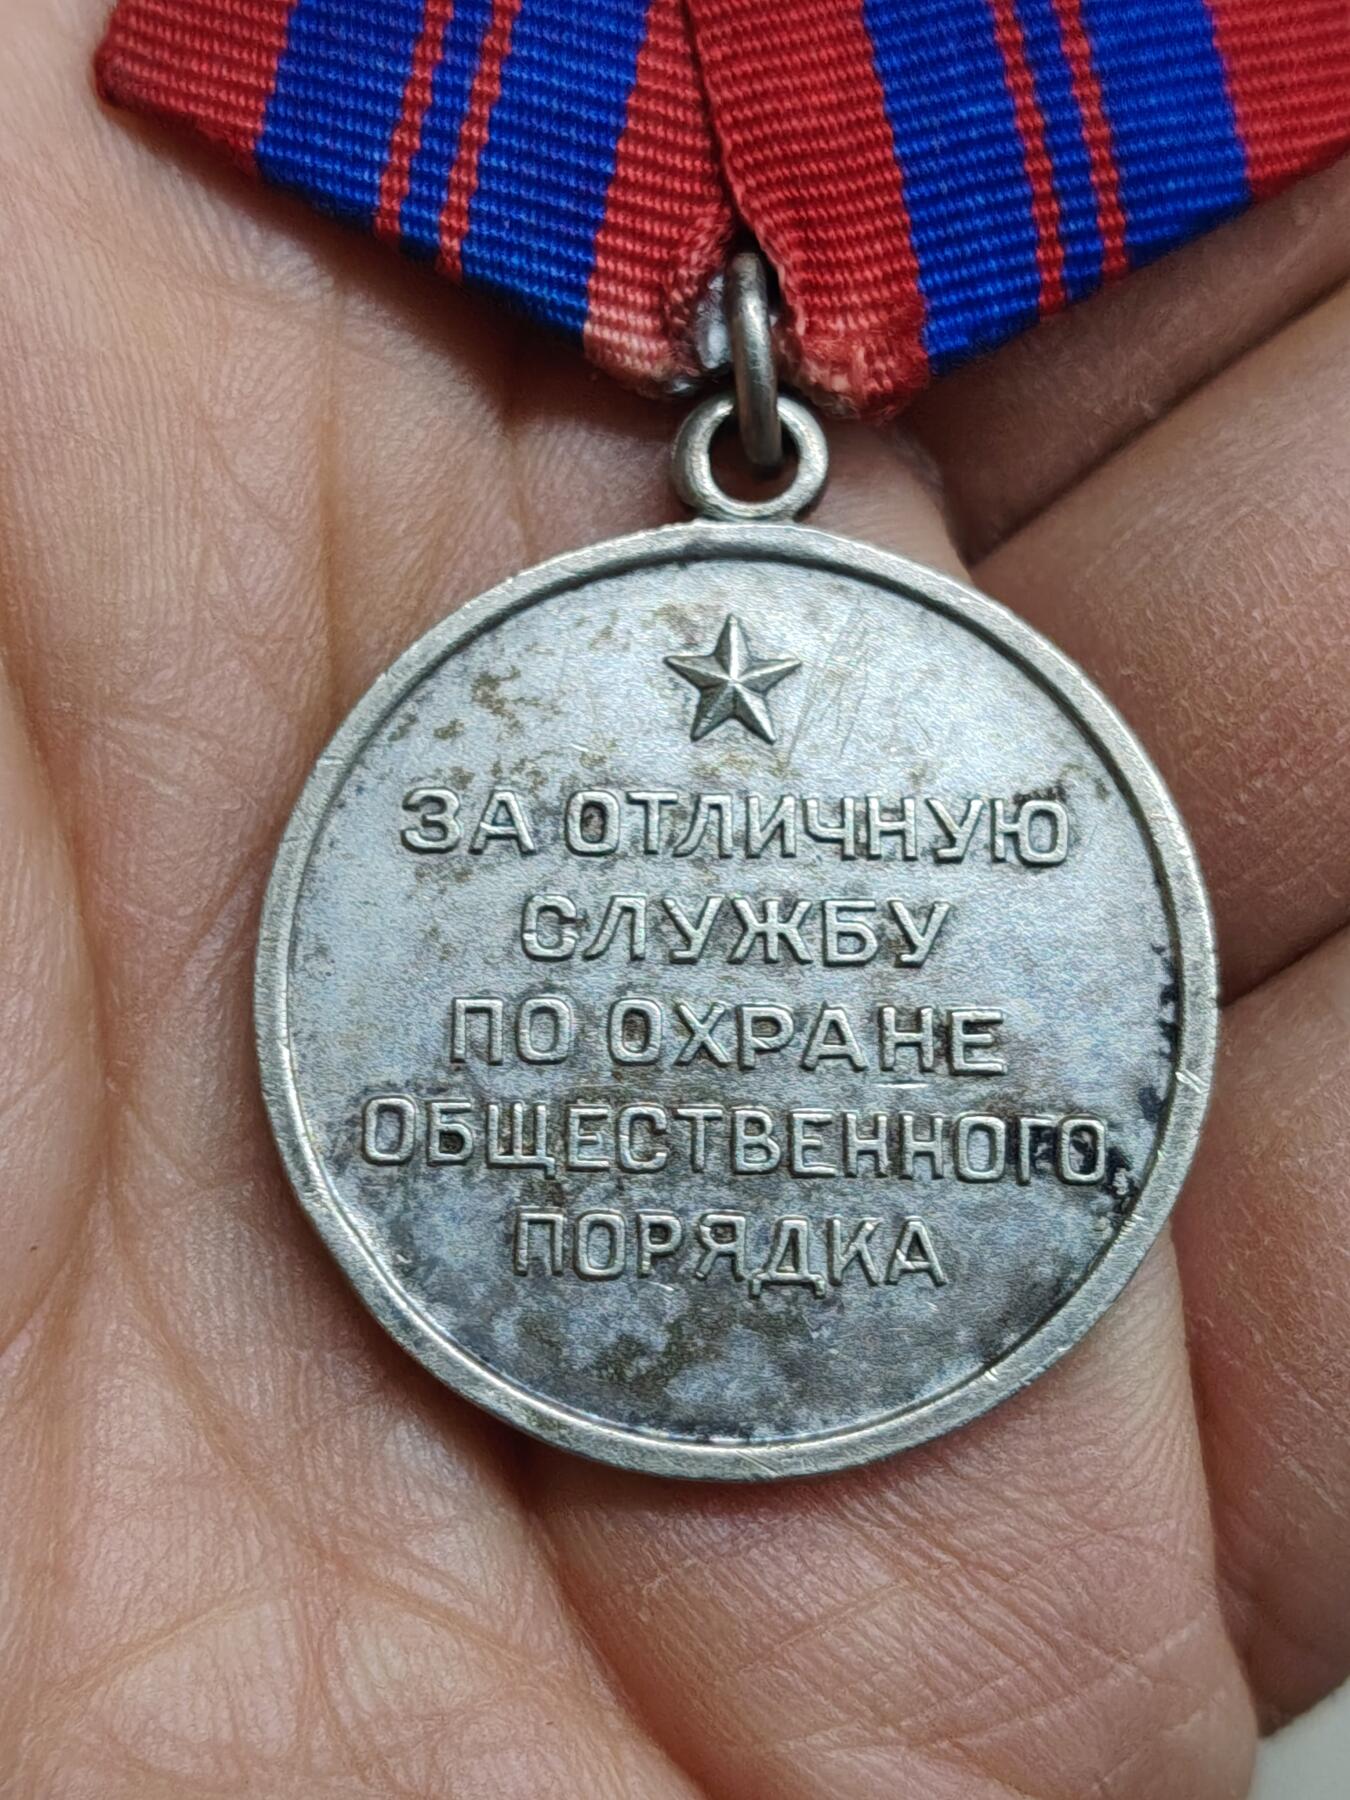 ЗА ОТЛИЧНУЮ
СЛУЖБУ
ПО ОХРАНЕ
ОБЩЕСТВЕННОГО
ПОРЯДКА